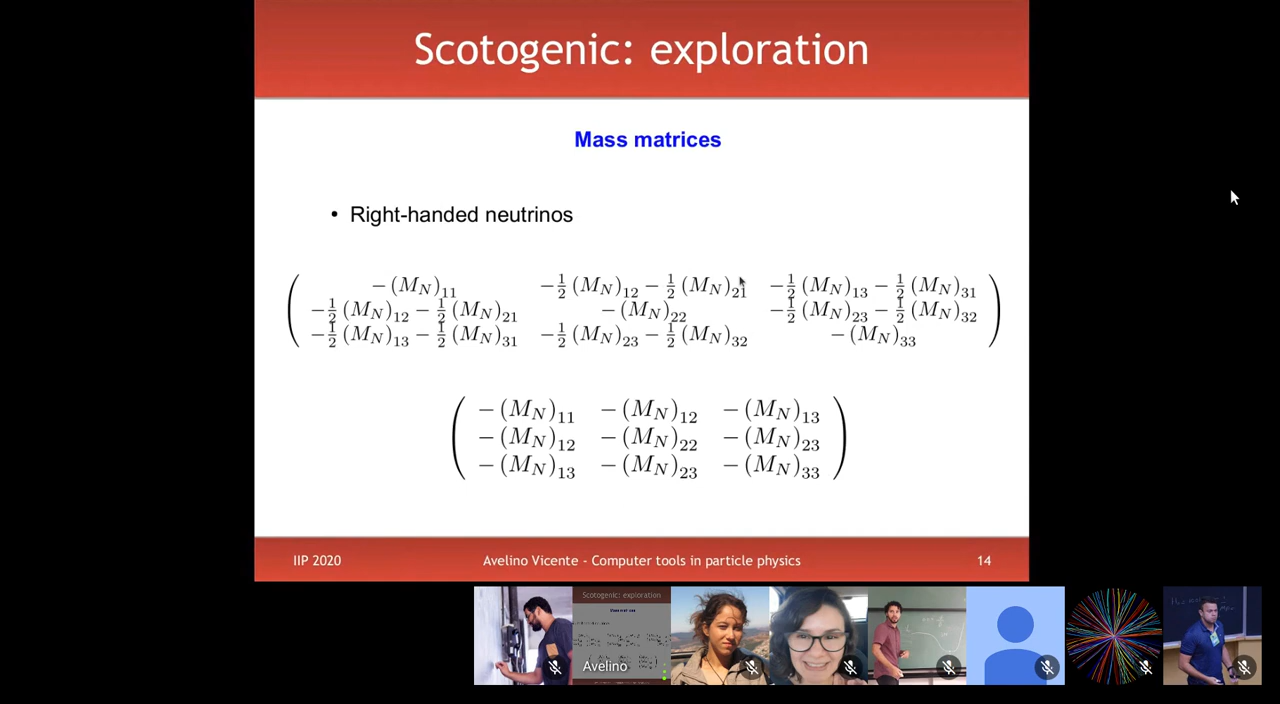 Scotogenic: exploration
Mass matrices
• Right-handed neutrinos
( −(M_N)_11   −½(M_N)_12 − ½(M_N)_21   −½(M_N)_13 − ½(M_N)_31 )
( −½(M_N)_12 − ½(M_N)_21   −(M_N)_22   −½(M_N)_23 − ½(M_N)_32 )
( −½(M_N)_13 − ½(M_N)_31   −½(M_N)_23 − ½(M_N)_32   −(M_N)_33 )
( −(M_N)_11   −(M_N)_12   −(M_N)_13 )
( −(M_N)_12   −(M_N)_22   −(M_N)_23 )
( −(M_N)_13   −(M_N)_23   −(M_N)_33 )
IIP 2020 Avelino Vicente - Computer tools in particle physics 14
Scotogenic: exploration
Avelino